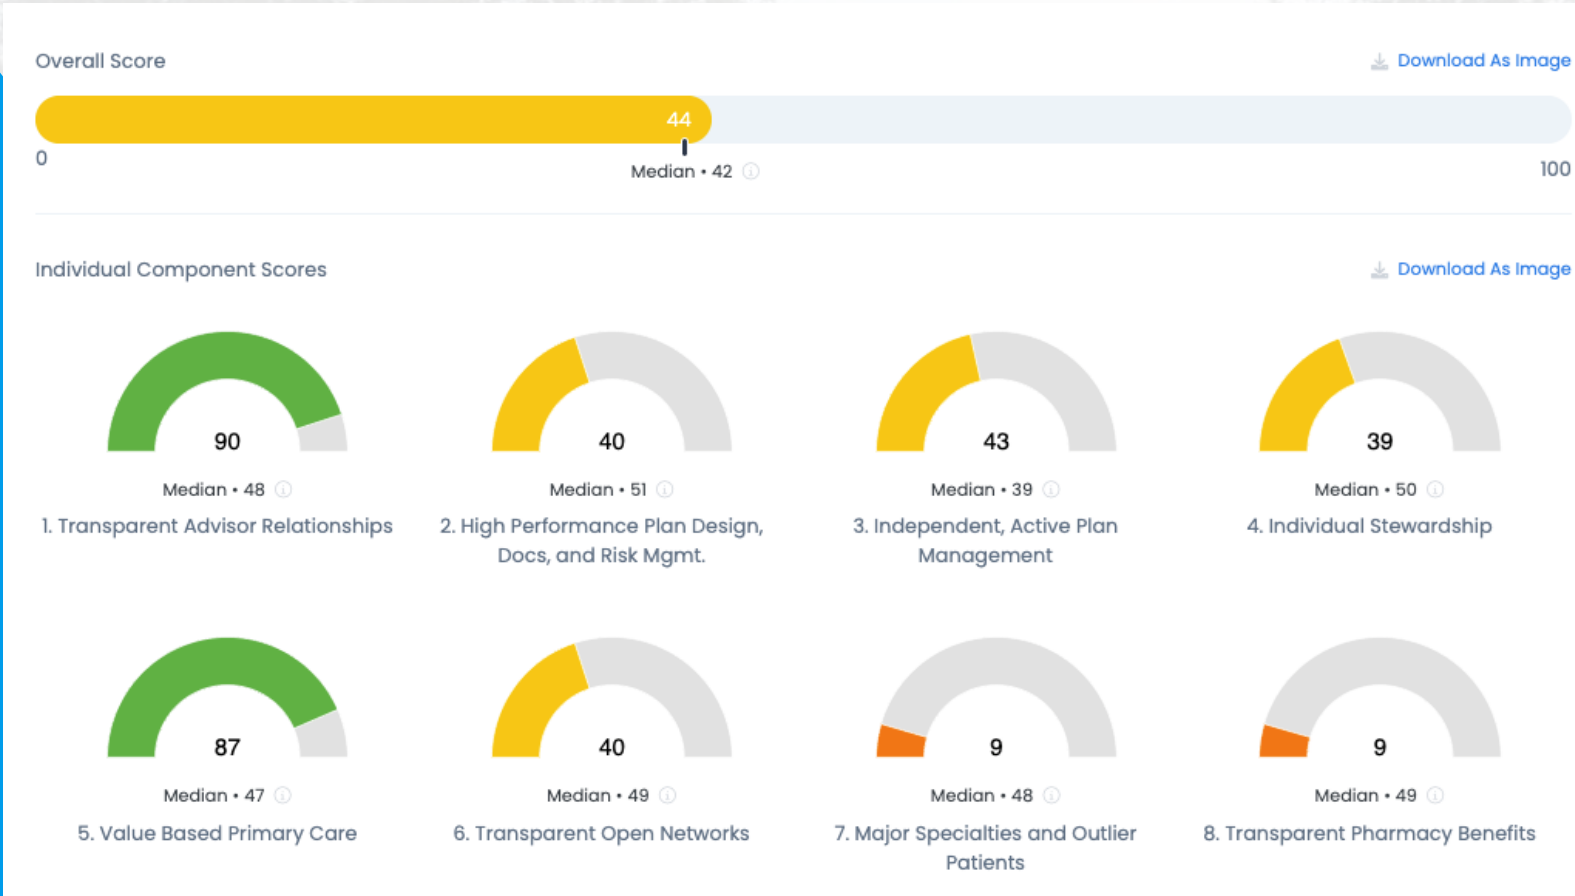 Overall Score
Download As Image
44
0
Median • 42
100
Individual Component Scores
Download As Image
90
Median • 48
1. Transparent Advisor Relationships
40
Median • 51
2. High Performance Plan Design,
Docs, and Risk Mgmt.
43
Median • 39
3. Independent, Active Plan
Management
39
Median • 50
4. Individual Stewardship
87
Median • 47
5. Value Based Primary Care
40
Median • 49
6. Transparent Open Networks
9
Median • 48
7. Major Specialties and Outlier
Patients
9
Median • 49
8. Transparent Pharmacy Benefits